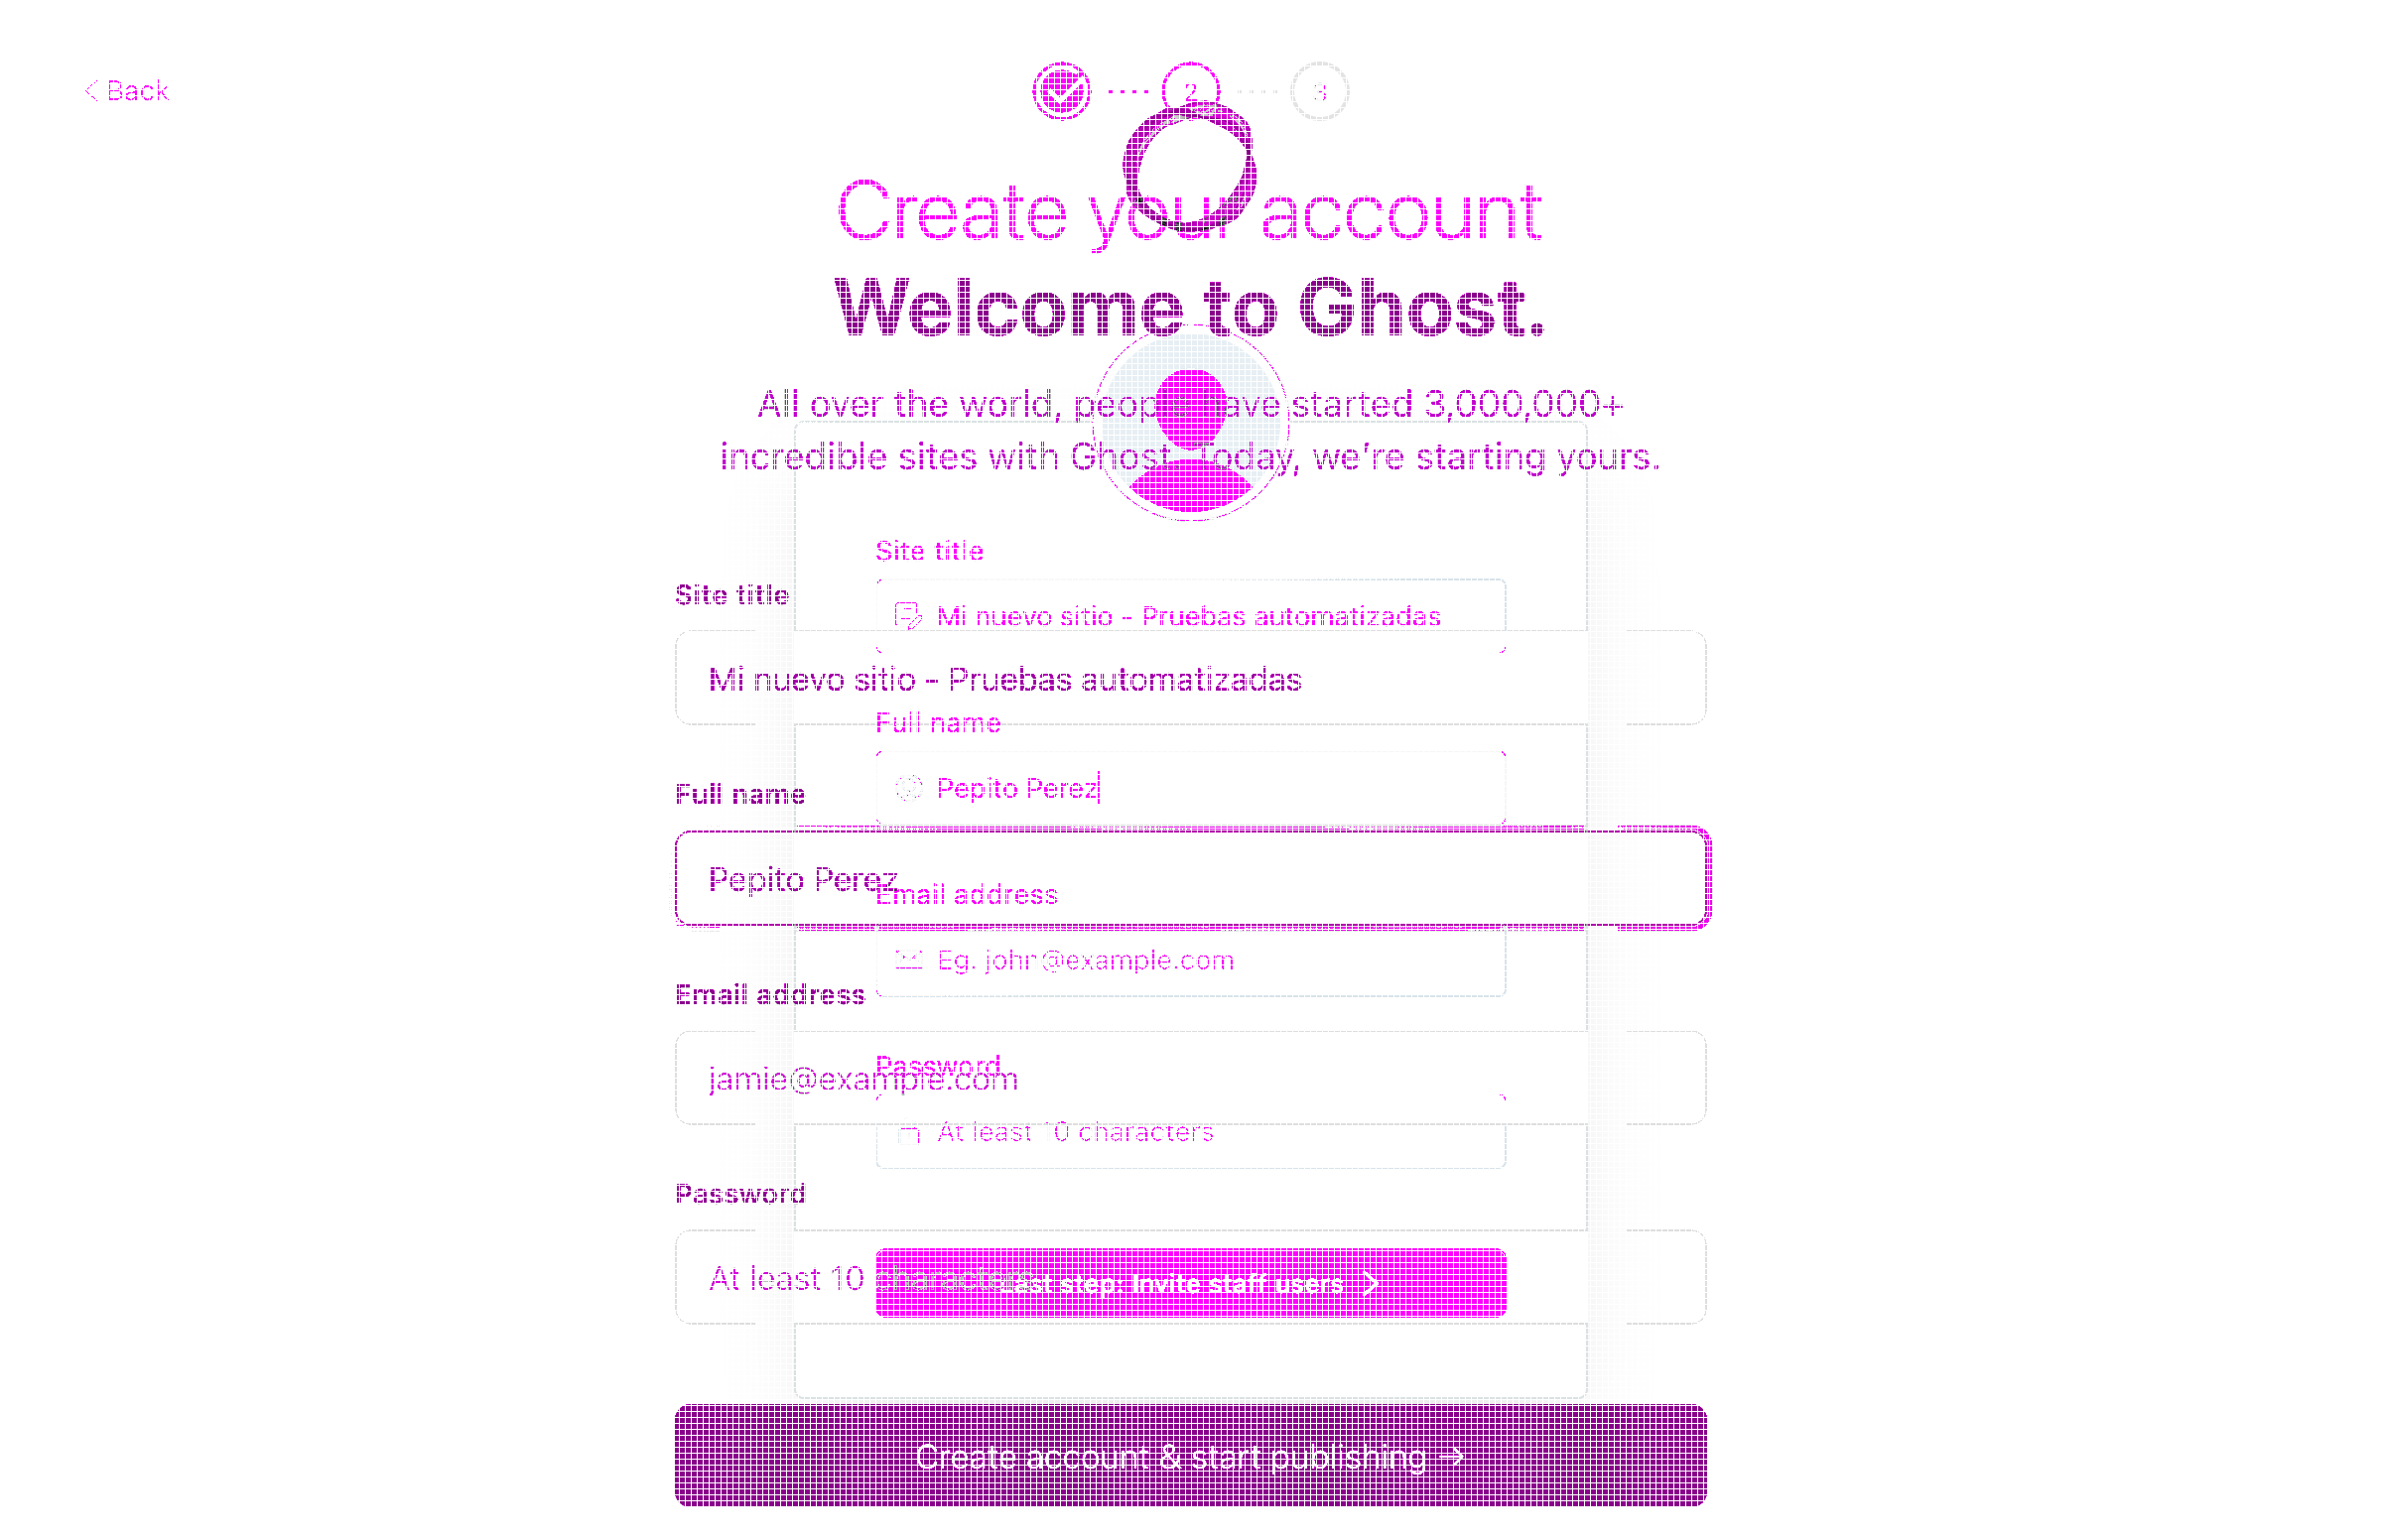 Back
2
3
Create your account
Welcome to Ghost.
All over the world, people have started 3,000,000+
incredible sites with Ghost. Today, we’re starting yours.
Site title
Site title
Mi nuevo sitio – Pruebas automatizadas
Mi nuevo sitio – Pruebas automatizadas
Full name
Pepito Perez
Full name
Pepito Perez
Email address
Eg. john@example.com
Email address
Password
jamie@example.com
At least 10 characters
Password
At least 10 characters
Last step: Invite staff users
Create account & start publishing →